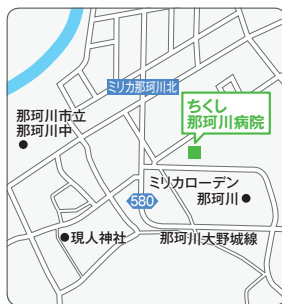 ミリカ那珂川北
ちくし
那珂川病院
那珂川市立
那珂川中
ミリカローデン
那珂川
580
現人神社
那珂川大野城線